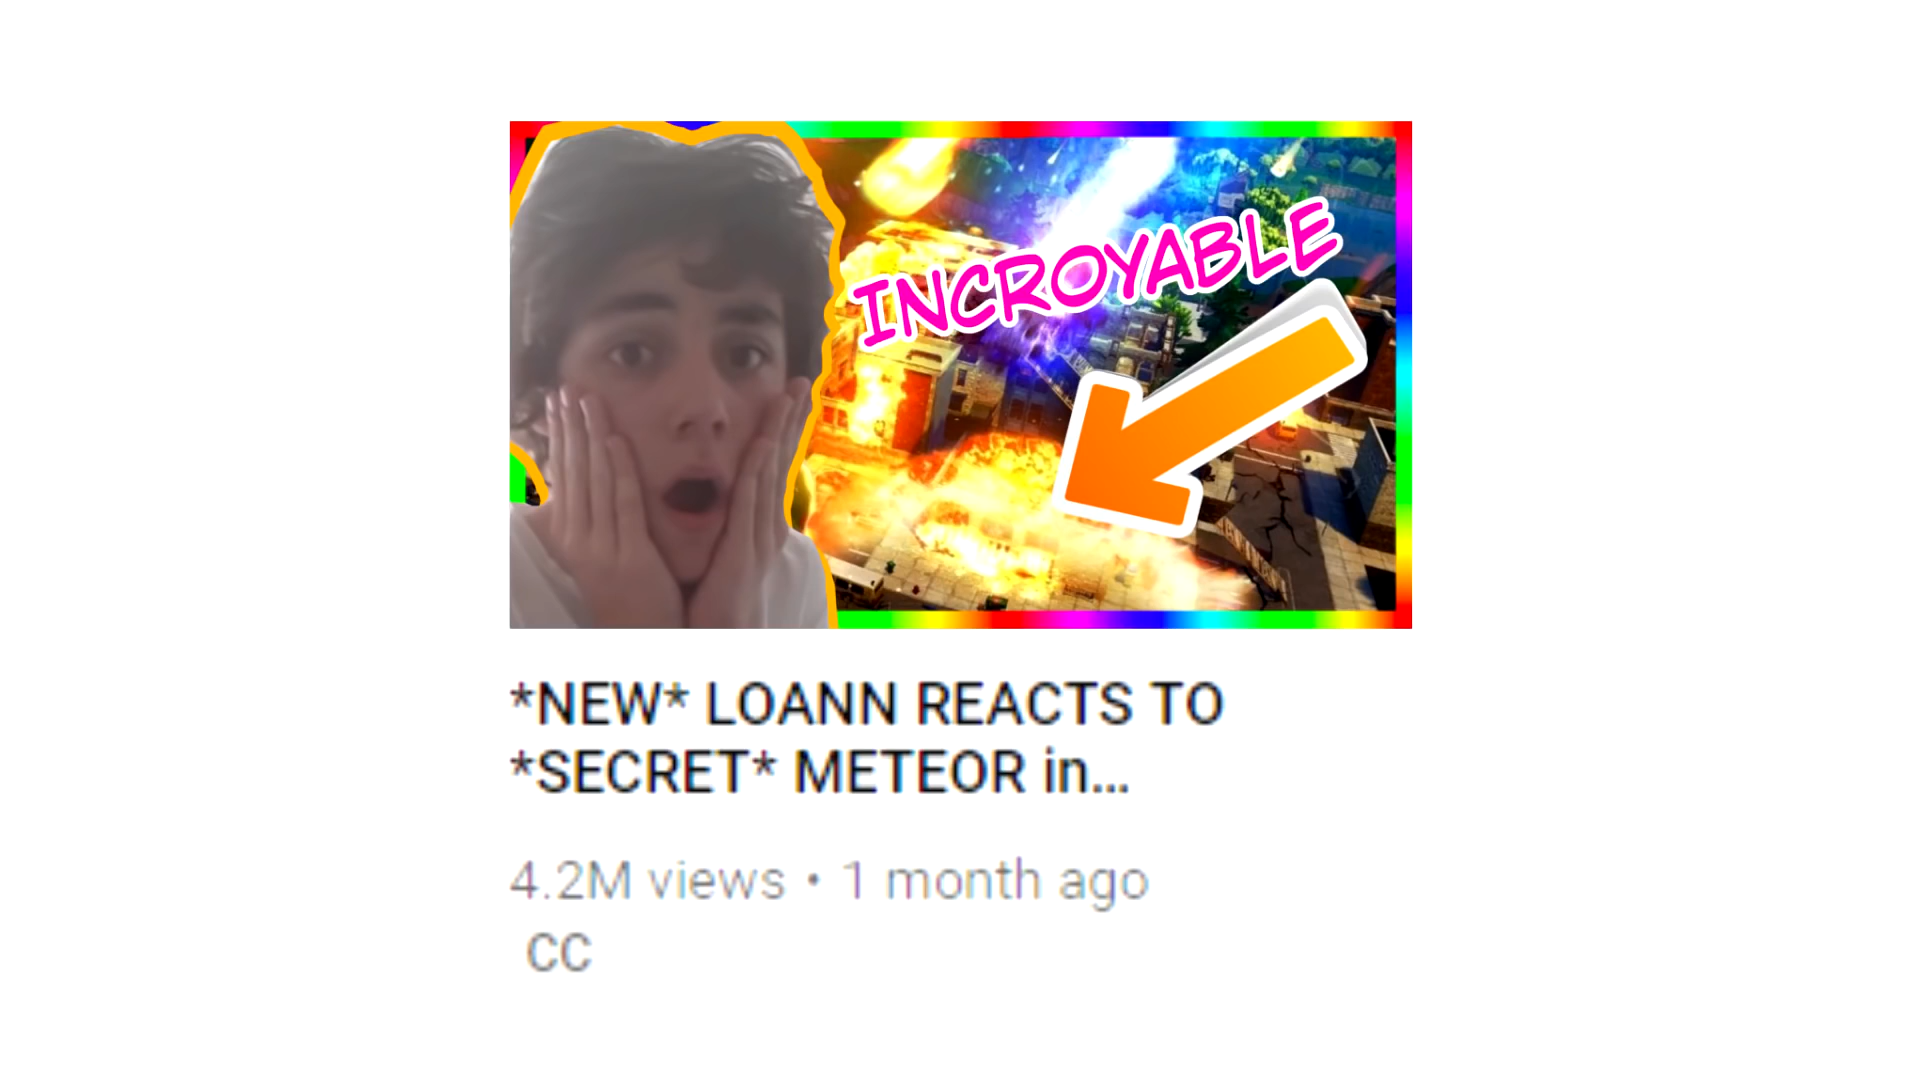 INCROYABLE
*NEW* LOANN REACTS TO
*SECRET* METEOR in...
4.2M views • 1 month ago
CC